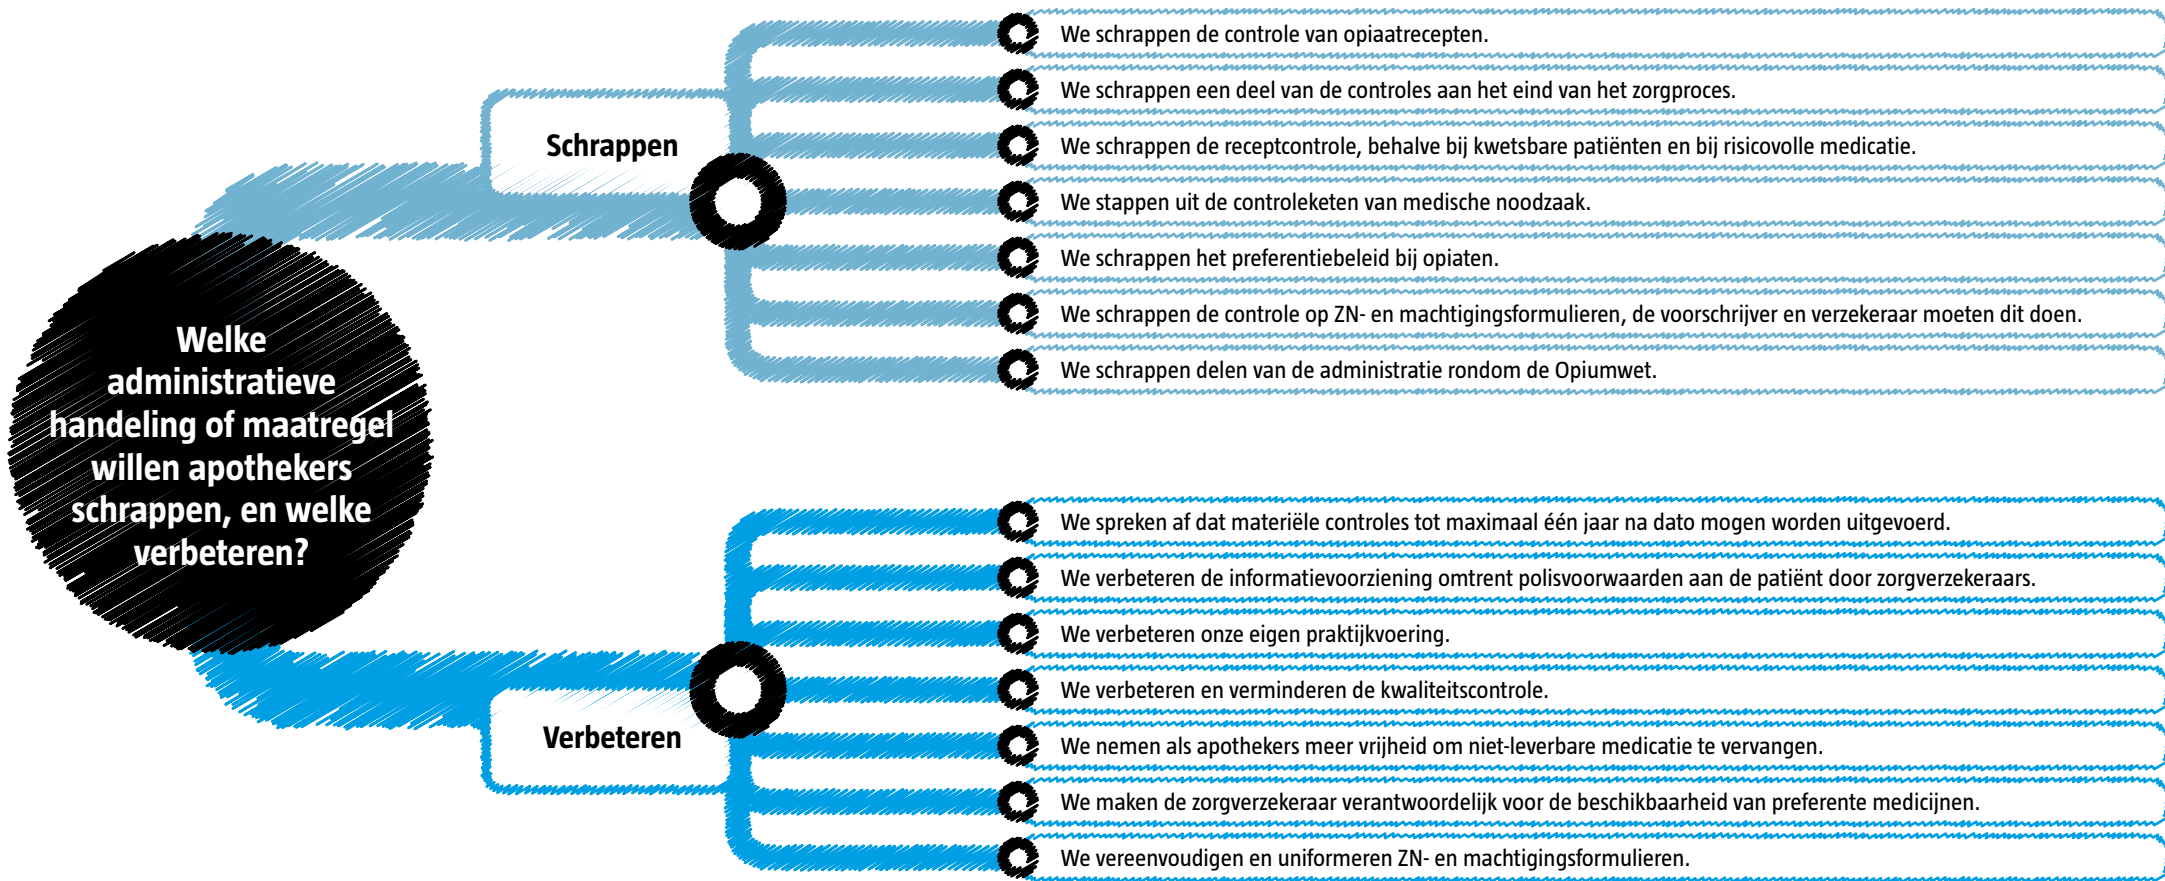 Welke
administratieve
handeling of maatregel
willen apothekers
schrappen, en welke
verbeteren?
Schrappen
We schrappen de controle van opiaatrecepten.
We schrappen een deel van de controles aan het eind van het zorgproces.
We schrappen de receptcontrole, behalve bij kwetsbare patiënten en bij risicovolle medicatie.
We stappen uit de controleketen van medische noodzaak.
We schrappen het preferentiebeleid bij opiaten.
We schrappen de controle op ZN- en machtigingsformulieren, de voorschrijver en verzekeraar moeten dit doen.
We schrappen delen van de administratie rondom de Opiumwet.
Verbeteren
We spreken af dat materiële controles tot maximaal één jaar na dato mogen worden uitgevoerd.
We verbeteren de informatievoorziening omtrent polisvoorwaarden aan de patiënt door zorgverzekeraars.
We verbeteren onze eigen praktijkvoering.
We verbeteren en verminderen de kwaliteitscontrole.
We nemen als apothekers meer vrijheid om niet-leverbare medicatie te vervangen.
We maken de zorgverzekeraar verantwoordelijk voor de beschikbaarheid van preferente medicijnen.
We vereenvoudigen en uniformeren ZN- en machtigingsformulieren.